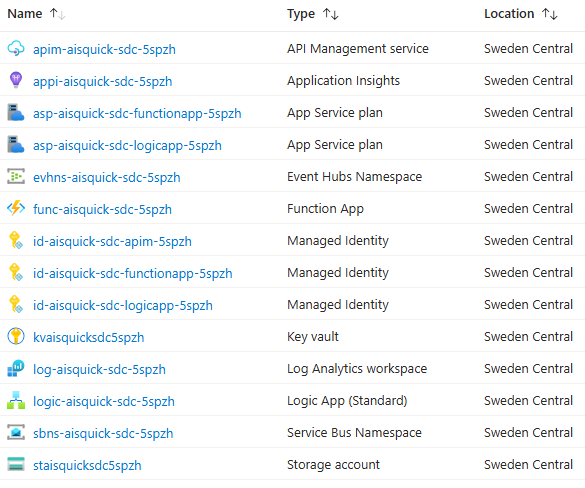 Name ↑↓ Type ↑↓ Location ↑↓
apim-aisquick-sdc-5spzh API Management service Sweden Central
appi-aisquick-sdc-5spzh Application Insights Sweden Central
asp-aisquick-sdc-functionapp-5spzh App Service plan Sweden Central
asp-aisquick-sdc-logicapp-5spzh App Service plan Sweden Central
evhns-aisquick-sdc-5spzh Event Hubs Namespace Sweden Central
func-aisquick-sdc-5spzh Function App Sweden Central
id-aisquick-sdc-apim-5spzh Managed Identity Sweden Central
id-aisquick-sdc-functionapp-5spzh Managed Identity Sweden Central
id-aisquick-sdc-logicapp-5spzh Managed Identity Sweden Central
kvaisquicksdc5spzh Key vault Sweden Central
log-aisquick-sdc-5spzh Log Analytics workspace Sweden Central
logic-aisquick-sdc-5spzh Logic App (Standard) Sweden Central
sbns-aisquick-sdc-5spzh Service Bus Namespace Sweden Central
staisquicksdc5spzh Storage account Sweden Central